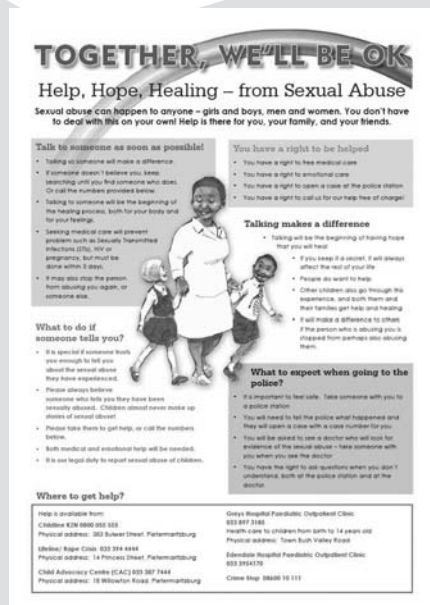 TOGETHER, WE'LL BE OK
Help, Hope, Healing – from Sexual Abuse
Sexual abuse can happen to anyone – girls and boys, men and women. You don't have
to deal with this on your own! Help is there for you, your family, and your friends.
Talk to someone as soon as possible!
• Talking to someone will make a difference.
• If someone doesn't believe you, keep
searching until you find someone who does.
Or call the numbers provided below.
• Talking to someone will be the beginning of
the healing process, both for your body and
for your feelings.
• Seeking medical care will prevent
problem such as Sexually Transmitted
Infections (STIs), HIV or
pregnancy, but must be
done within 3 days.
• It may also stop the person
from abusing you again, or
someone else.
What to do if
someone tells you?
• It is special if someone trusts
you enough to tell you
about the sexual abuse
they have experienced.
• Please always believe
someone who tells you they have been
sexually abused. Children almost never make up
stories of sexual abuse!
• Please take them to get help, or call the numbers
below.
• Both medical and emotional help will be needed.
• It is our legal duty to report sexual abuse of children.
You have a right to be helped
• You have a right to free medical care
• You have a right to emotional care
• You have a right to open a case at the police station
• You have a right to call us for our help free of charge!
Talking makes a difference
• Talking will be the beginning of having hope
that you will heal
• If you keep it a secret, it will always
affect the rest of your life
• People do want to help
• Other children also go through this
experience, and both them and
their families get help and healing
• It will make a difference to others
if the person who is abusing you is
stopped from perhaps also abusing
them.
What to expect when going to the
police?
• It's important to feel safe. Take someone with you to
a police station
• You will need to tell the police what happened and
they will open a case with a case number for you
• You will be asked to see a doctor who will look for
evidence of the sexual abuse – take someone with
you when you see the doctor.
• You have the right to ask questions when you don't
understand, both at the police station and at the
doctor.
Where to get help?
Help is available from:
Childline KZN 0800 055 555
Physical address: 383 Bulwer Street, Pietermaritzburg
Lifeline/ Rape Crisis 033 394 4444
Physical address: 14 Princess Street, Pietermaritzburg
Child Advocacy Centre (CAC) 033 387 7444
Physical address: 18 Willowton Road, Pietermaritzburg
Greys Hospital Paediatric Outpatient Clinic
033 897 3185
Health care to children from birth to 14 years old
Physical address: Town Bush Valley Road
Edendale Hospital Paediatric Outpatient Clinic
033 3954170
Crime Stop 08600 10 111